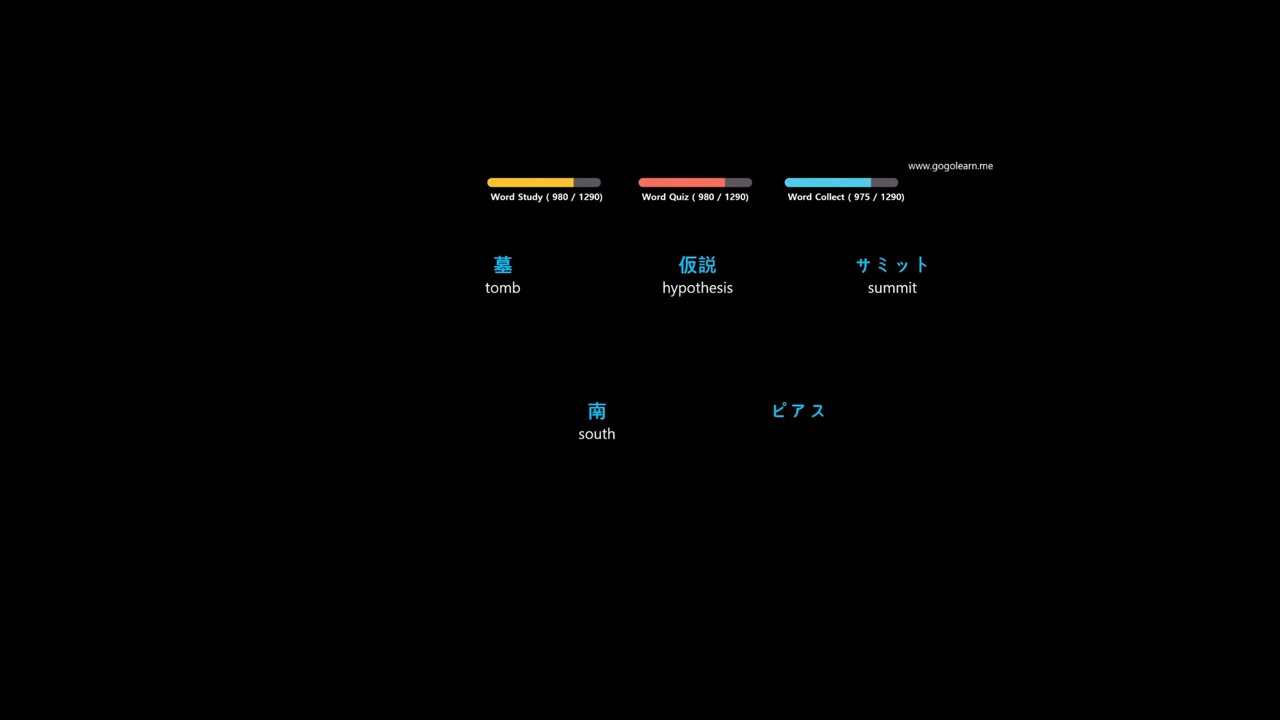 www.gogolearn.me
Word Study ( 980 / 1290)
Word Quiz ( 980 / 1290)
Word Collect ( 975 / 1290)
墓
tomb
仮説
hypothesis
サミット
summit
南
south
ピアス